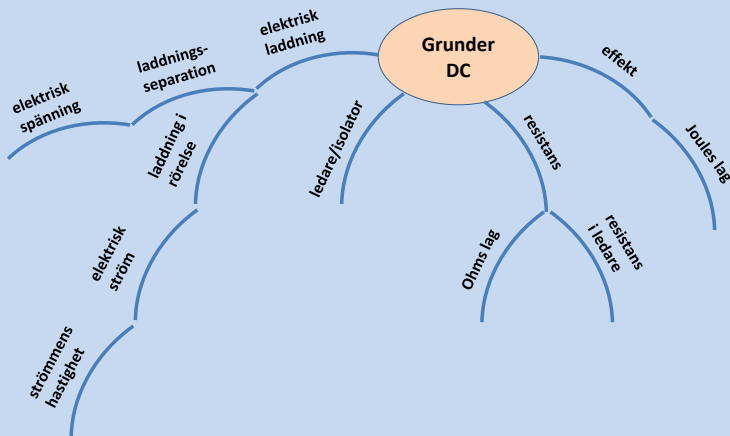 Grunder
DC
elektrisk
laddning
laddnings-
separation
elektrisk
spänning
laddning i
rörelse
elektrisk
ström
strömmens
hastighet
ledare/isolator
resistans
Ohms lag
resistans
i ledare
effekt
Joules lag